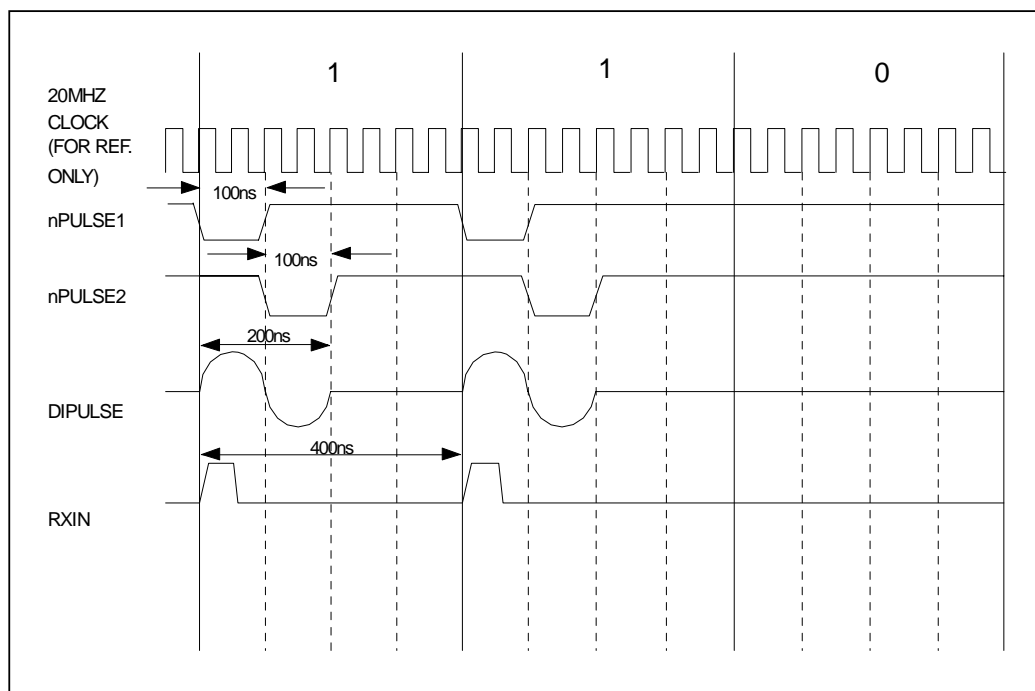 1 1 0
20MHZ
CLOCK
(FOR REF.
ONLY)
100ns
nPULSE1
100ns
nPULSE2
200ns
DIPULSE
400ns
RXIN